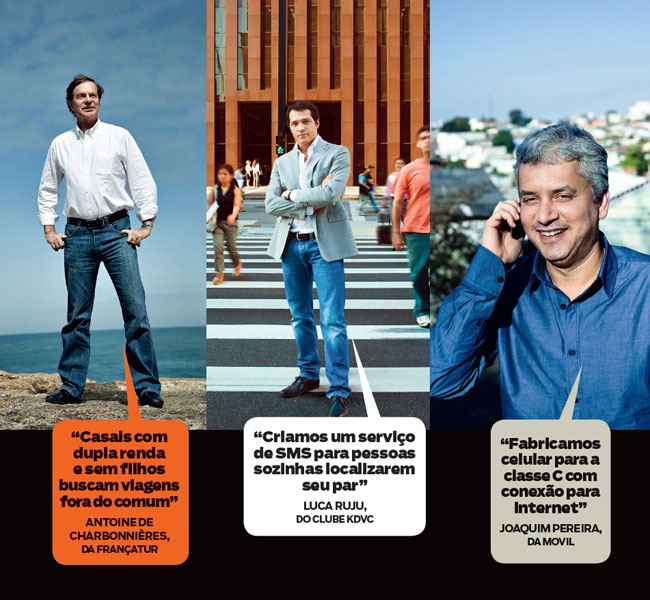 “Casais com
dupla renda
e sem filhos
buscam viagens
fora do comum”
ANTOINE DE
CHARBONNIÈRES,
DA FRANÇATUR
“Criamos um serviço
de SMS para pessoas
sozinhas localizarem
seu par”
LUCA RUJU,
DO CLUBE KDVC
“Fabricamos
celular para a
classe C com
conexão para
Internet”
JOAQUIM PEREIRA,
DA MOVIL